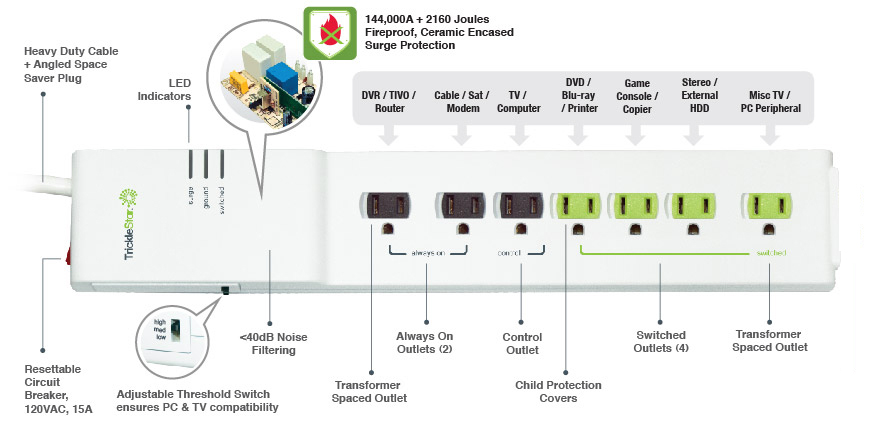 144,000A + 2160 Joules
Fireproof, Ceramic Encased
Surge Protection
Heavy Duty Cable
+ Angled Space
Saver Plug
LED
Indicators
DVR / TIVO /
Router
Cable / Sat /
Modem
TV /
Computer
DVD /
Blu-ray
/ Printer
Game
Console /
Copier
Stereo /
External
HDD
Misc TV /
PC Peripheral
surge
ground
switched
TrickleStar
always on
control
switched
high
med
low
<40dB Noise
Filtering
Always On
Outlets (2)
Control
Outlet
Switched
Outlets (4)
Transformer
Spaced Outlet
Resettable
Circuit
Breaker,
120VAC, 15A
Adjustable Threshold Switch
ensures PC & TV compatibility
Transformer
Spaced Outlet
Child Protection
Covers